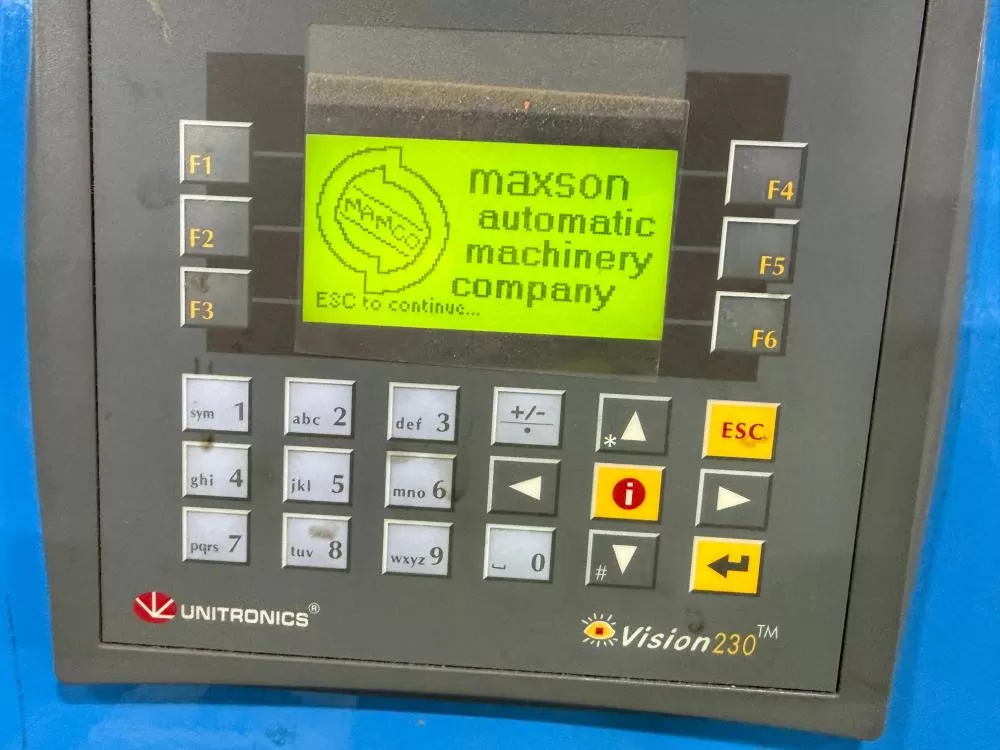 MAMCO
maxson
automatic
machinery
company
ESC to continue...
F1
F2
F3
F4
F5
F6
sym 1
abc 2
def 3
+/-
.
*
ESC
ghi 4
jkl 5
mno 6
i
pqrs 7
tuv 8
wxyz 9
0
#
UNITRONICS®
Vision230™